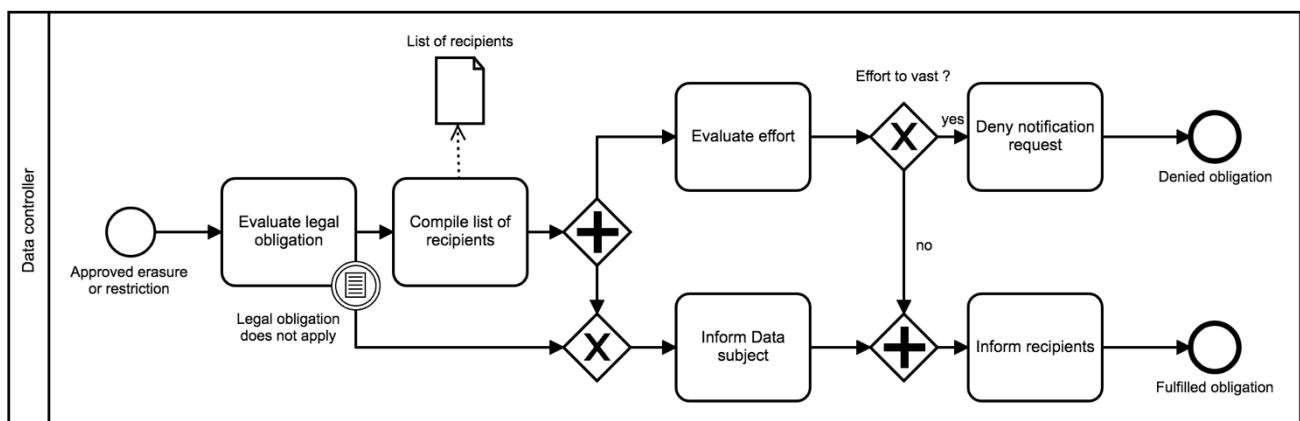 Data controller
List of recipients
Effort to vast ?
Evaluate effort
yes
Deny notification
request
Denied obligation
Evaluate legal
obligation
Compile list of
recipients
Approved erasure
or restriction
no
Legal obligation
does not apply
Inform Data
subject
Inform recipients
Fulfilled obligation